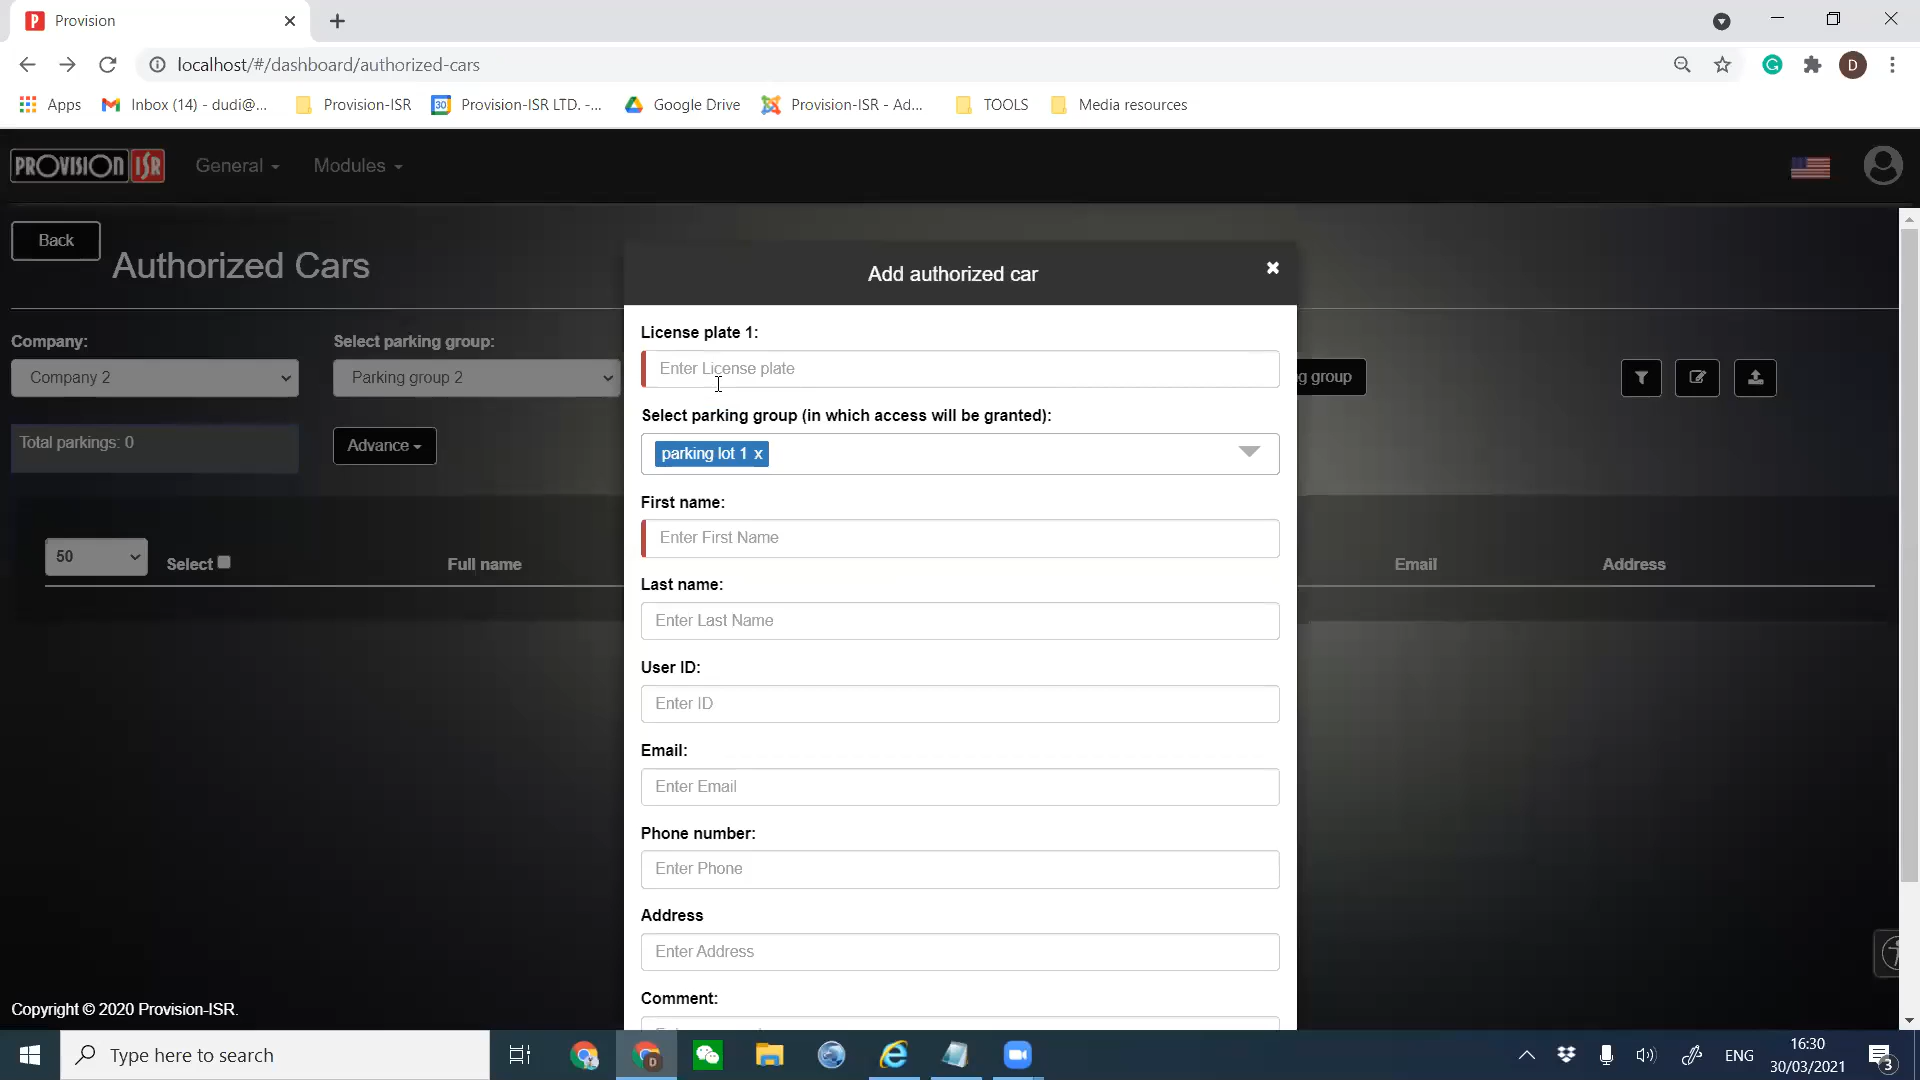 Provision
localhost/#/dashboard/authorized-cars
D
Apps
Inbox (14) - dudi@...
Provision-ISR
Provision-ISR LTD. -...
Google Drive
Provision-ISR - Ad...
TOOLS
Media resources
PROVISION ISR
General
Modules
Back
Authorized Cars
Company:
Company 2
Select parking group:
Parking group 2
g group
Total parkings: 0
Advance
50
Select
Full name
Email
Address
Add authorized car
License plate 1:
Enter License plate
Select parking group (in which access will be granted):
parking lot 1 x
First name:
Enter First Name
Last name:
Enter Last Name
User ID:
Enter ID
Email:
Enter Email
Phone number:
Enter Phone
Address
Enter Address
Comment:
Copyright © 2020 Provision-ISR.
Type here to search
ENG
16:30
30/03/2021
3